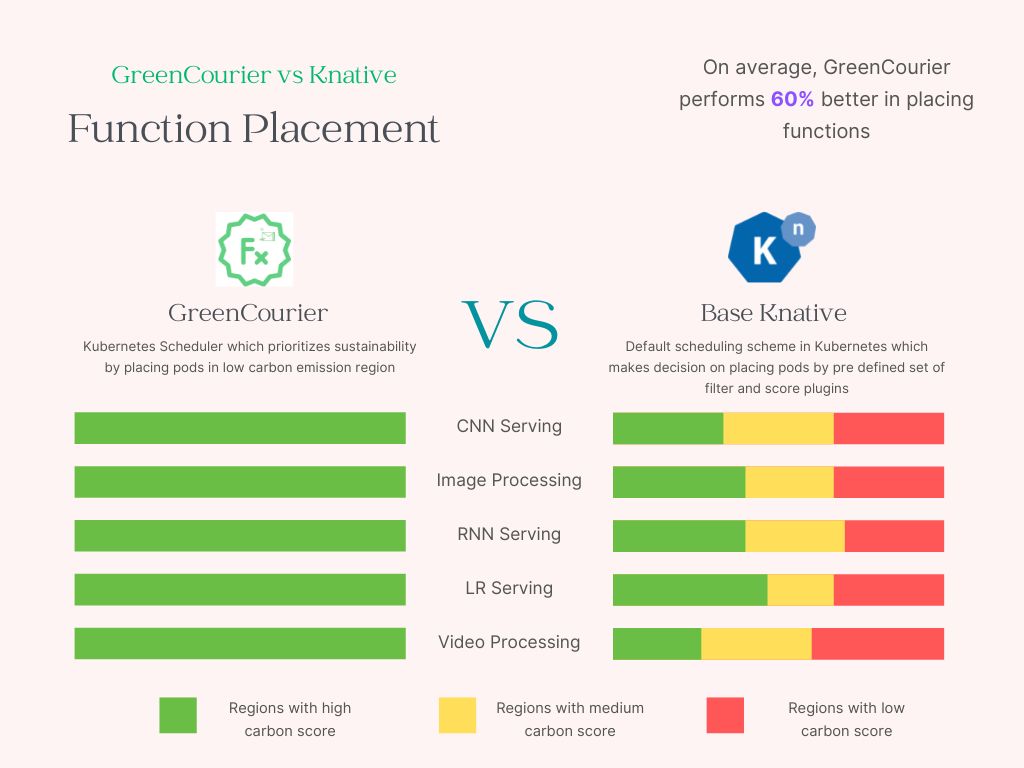 GreenCourier vs Knative
Function Placement
On average, GreenCourier
performs 60% better in placing
functions
Fx
K
n
GreenCourier
Kubernetes Scheduler which prioritizes sustainability
by placing pods in low carbon emission region
VS
Base Knative
Default scheduling scheme in Kubernetes which
makes decision on placing pods by pre defined set of
filter and score plugins
CNN Serving
Image Processing
RNN Serving
LR Serving
Video Processing
Regions with high
carbon score
Regions with medium
carbon score
Regions with low
carbon score